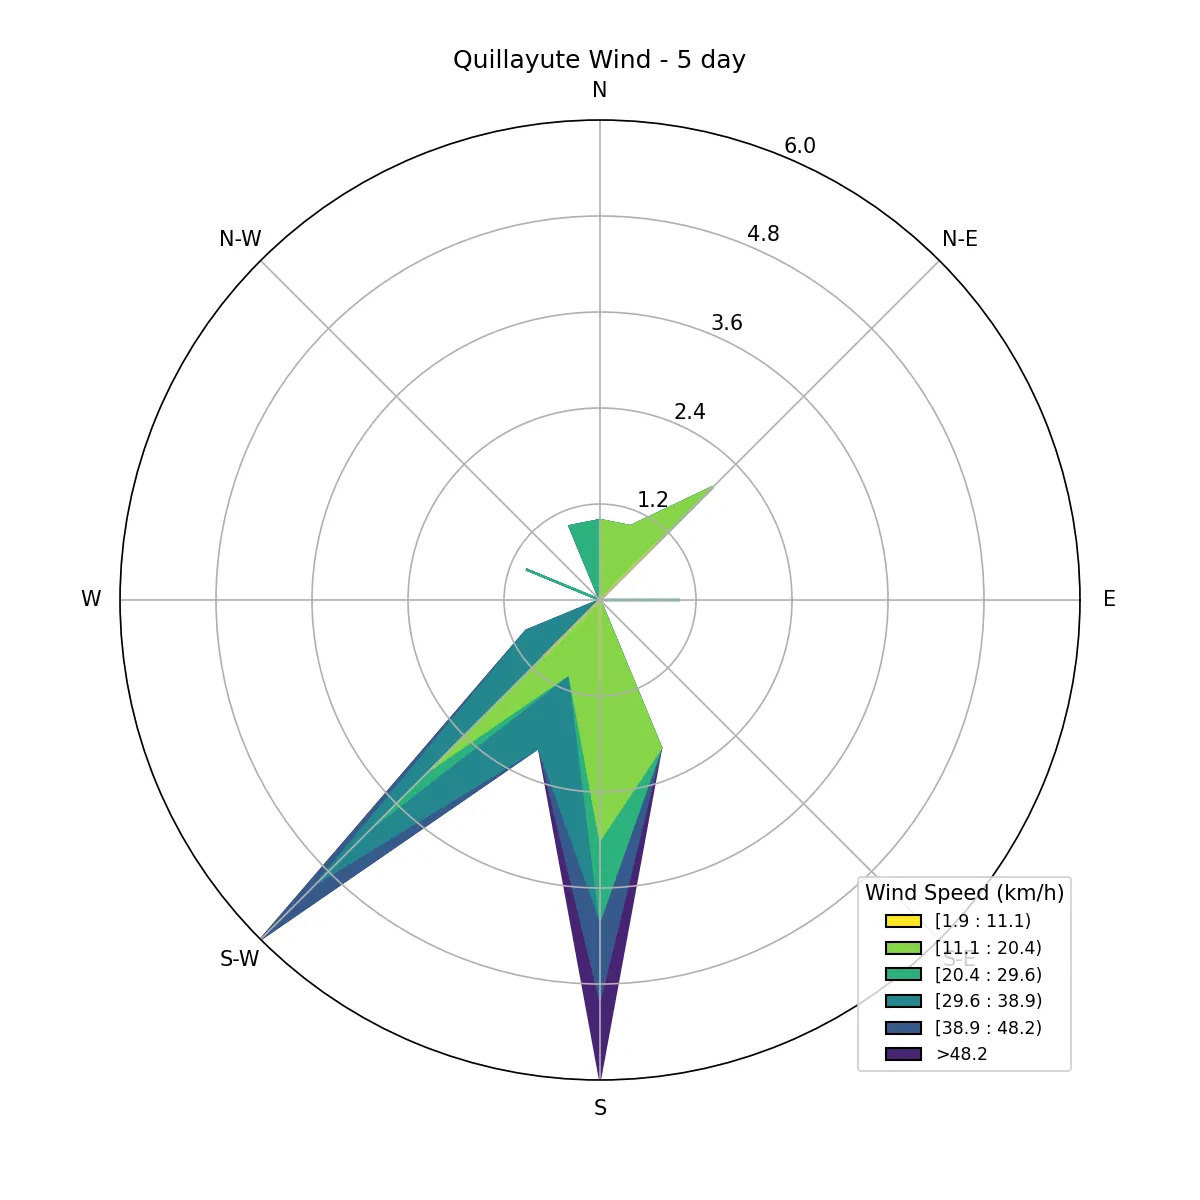 Quillayute Wind - 5 day
N
6.0
N-W
4.8
N-E
3.6
2.4
1.2
W
E
Wind Speed (km/h)
[1.9 : 11.1)
[11.1 : 20.4)
S-W
S-E
[20.4 : 29.6)
[29.6 : 38.9)
[38.9 : 48.2)
>48.2
S